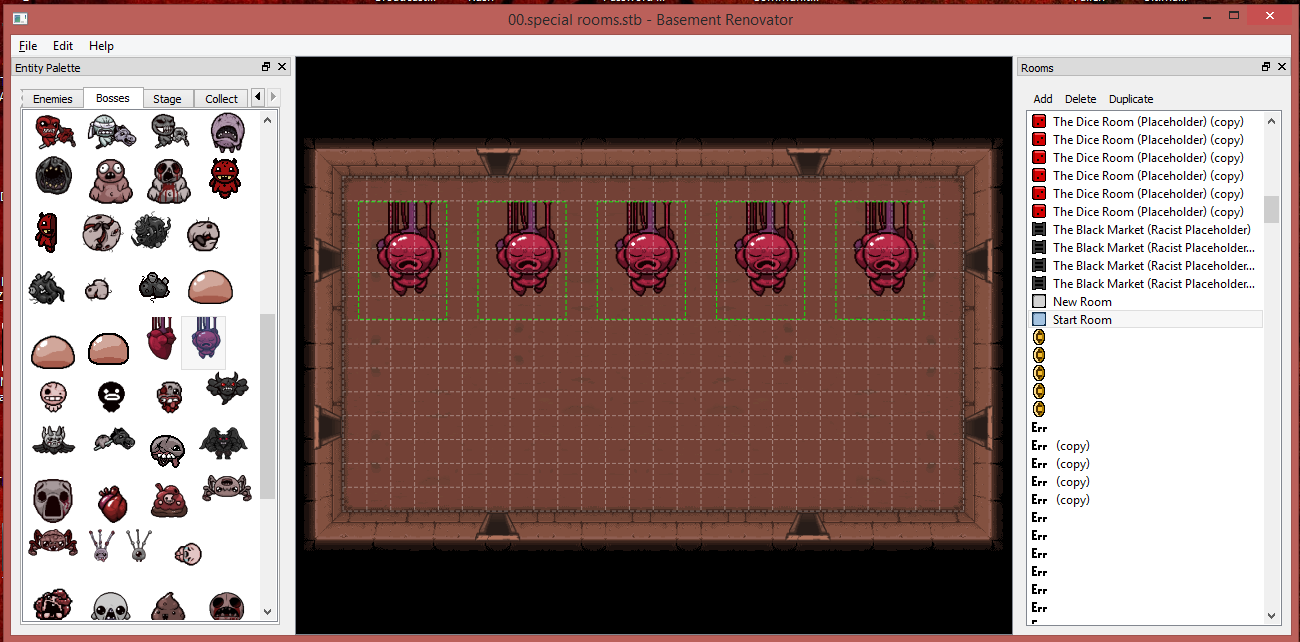 00.special rooms.stb - Basement Renovator
File Edit Help
Entity Palette
Enemies Bosses Stage Collect
Rooms
Add Delete Duplicate
The Dice Room (Placeholder) (copy)
The Dice Room (Placeholder) (copy)
The Dice Room (Placeholder) (copy)
The Dice Room (Placeholder) (copy)
The Dice Room (Placeholder) (copy)
The Dice Room (Placeholder) (copy)
The Black Market (Racist Placeholder)
The Black Market (Racist Placeholder...
The Black Market (Racist Placeholder...
The Black Market (Racist Placeholder...
New Room
Start Room
Err
Err (copy)
Err (copy)
Err (copy)
Err (copy)
Err
Err
Err
Err
Err
Err